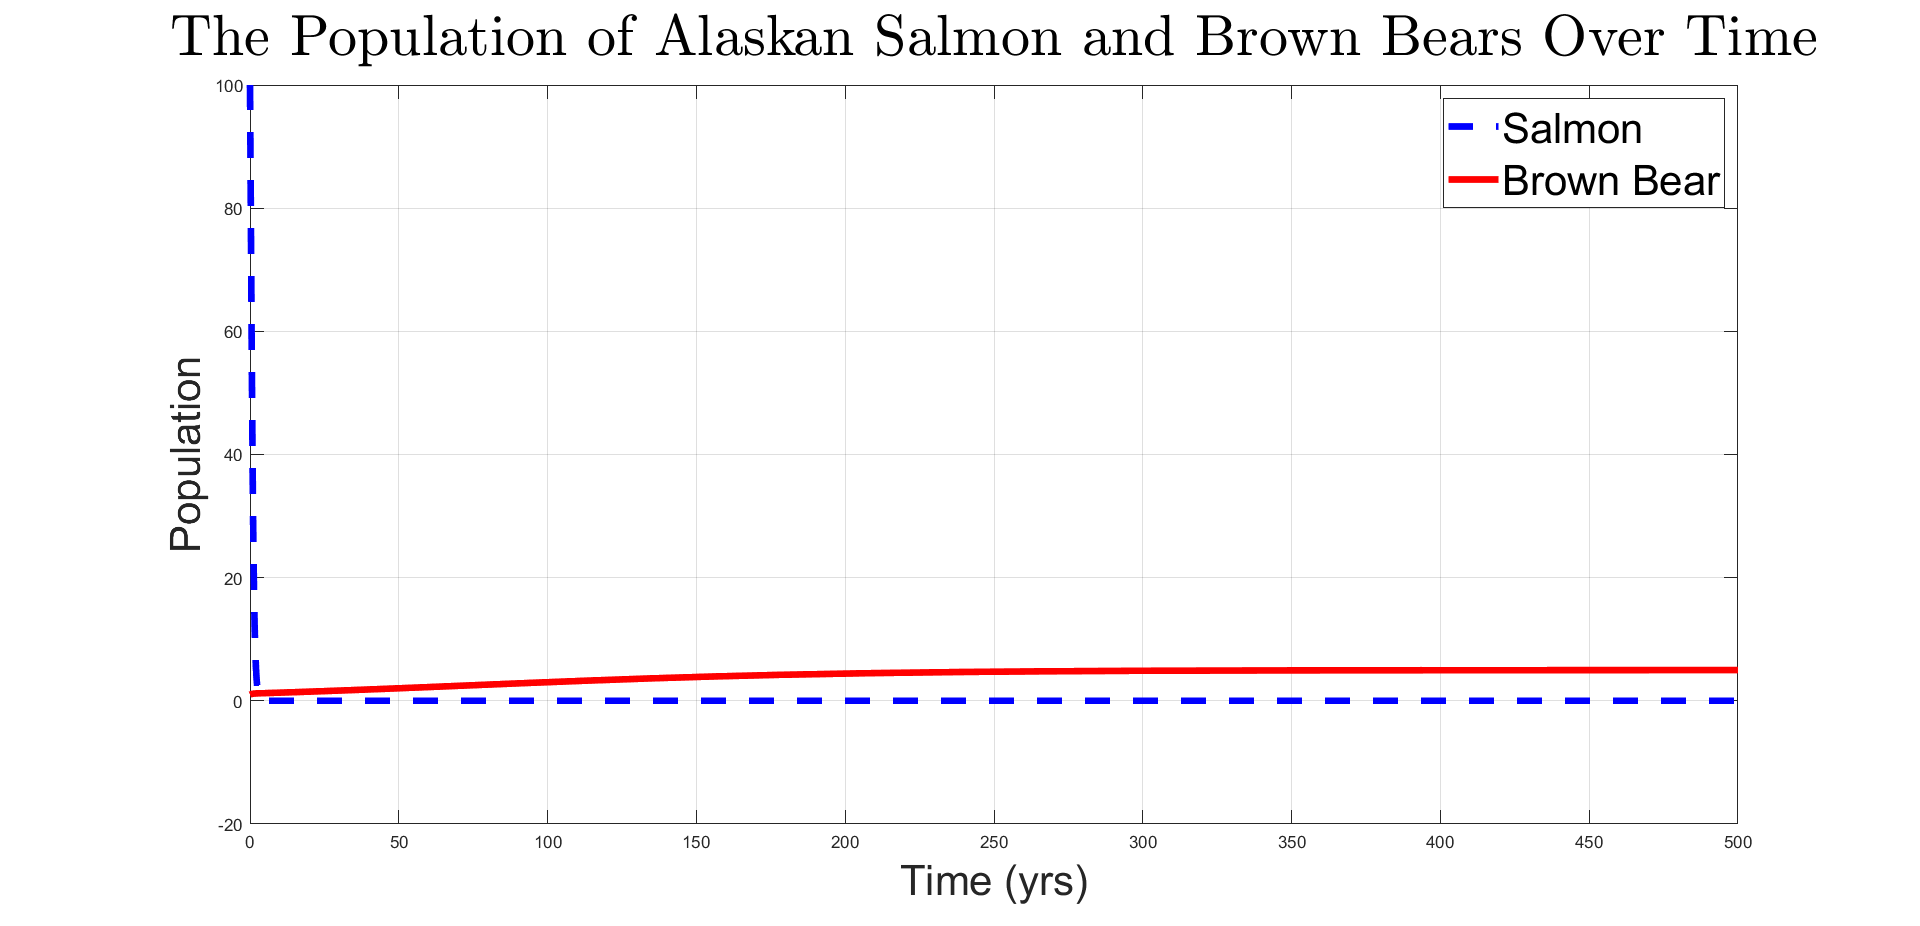 The Population of Alaskan Salmon and Brown Bears Over Time
100
80
60
40
20
0
-20
Population
Salmon
Brown Bear
0 50 100 150 200 250 300 350 400 450 500
Time (yrs)